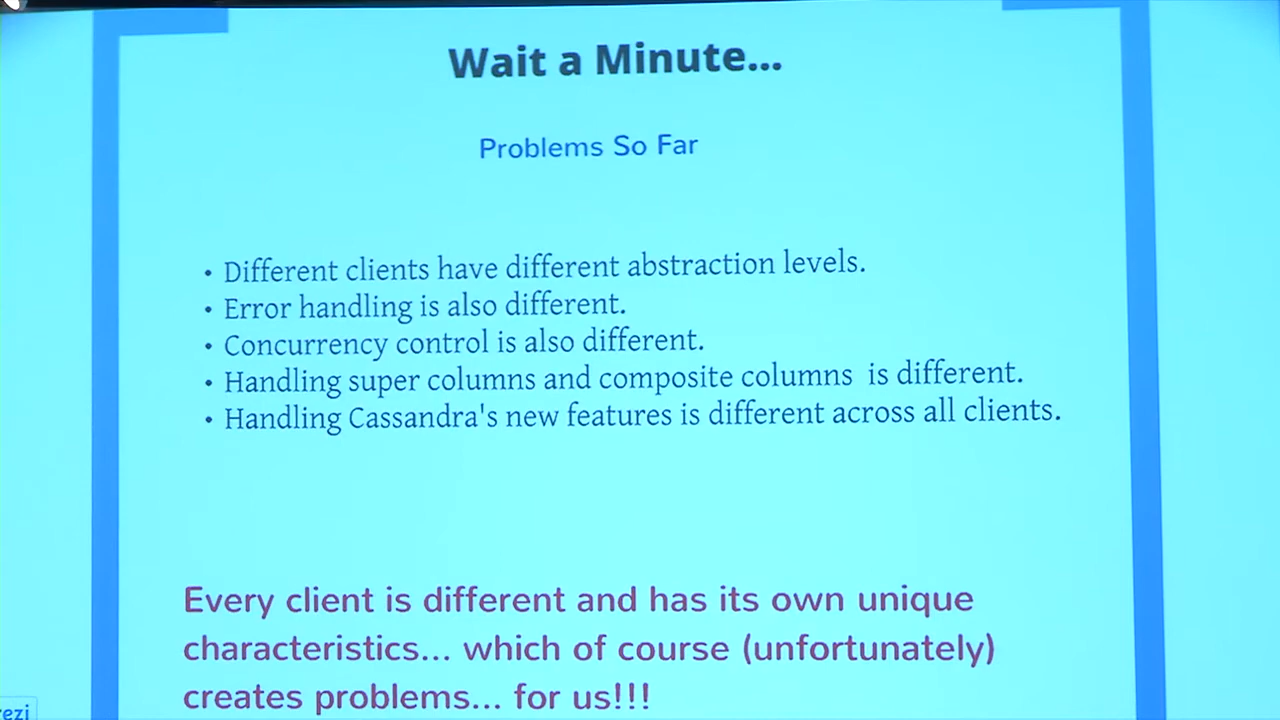 Wait a Minute...
Problems So Far
• Different clients have different abstraction levels.
• Error handling is also different.
• Concurrency control is also different.
• Handling super columns and composite columns  is different.
• Handling Cassandra's new features is different across all clients.
Every client is different and has its own unique
characteristics... which of course (unfortunately)
creates problems... for us!!!